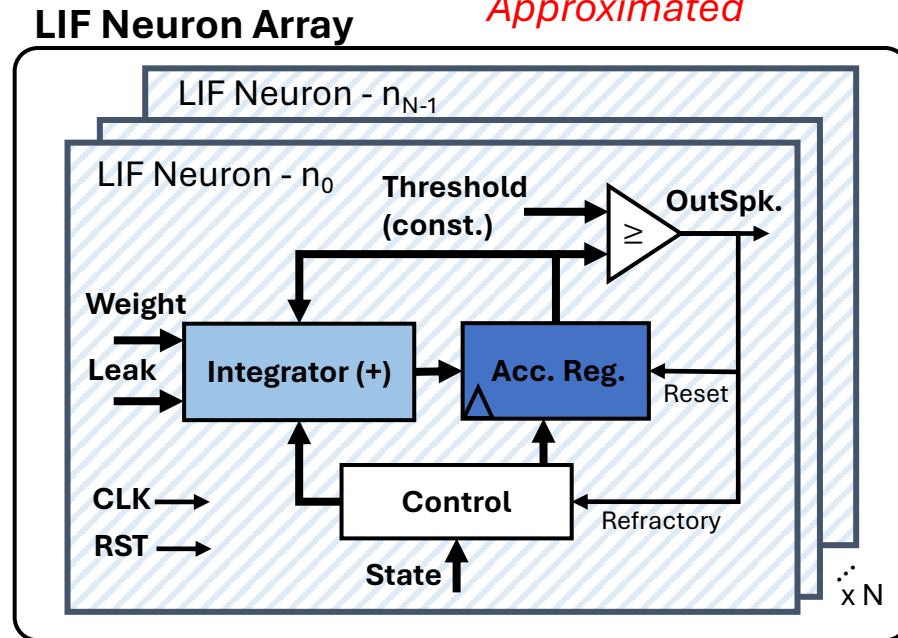 Approximated
LIF Neuron Array
LIF Neuron - nN-1
LIF Neuron - n0
Threshold
(const.)
OutSpk.
≥
Weight
Leak
Integrator (+)
Acc. Reg.
Reset
CLK
RST
Control
Refractory
State
x N